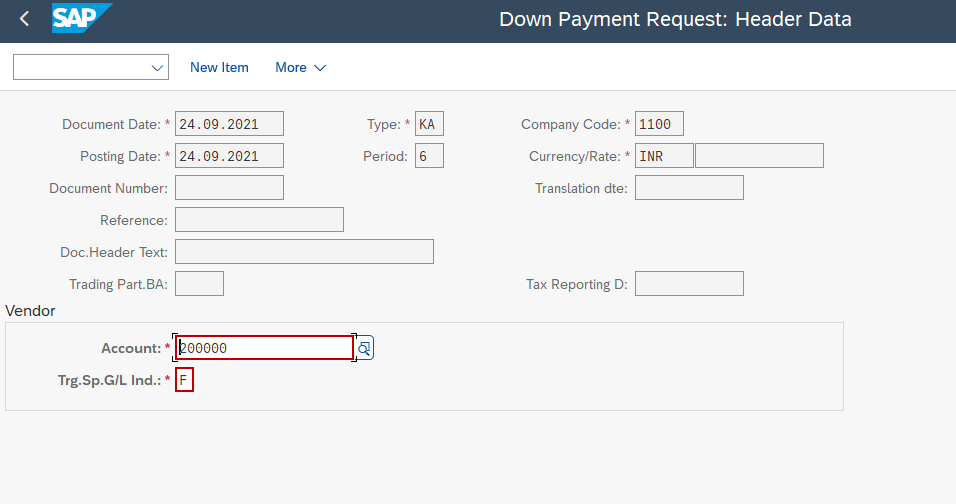 SAP Down Payment Request: Header Data
New Item More
Document Date: * 24.09.2021 Type: * KA Company Code: * 1100
Posting Date: * 24.09.2021 Period: 6 Currency/Rate: * INR
Document Number: Translation dte:
Reference:
Doc.Header Text:
Trading Part.BA: Tax Reporting D:
Vendor
Account: * 200000
Trg.Sp.G/L Ind.: * F